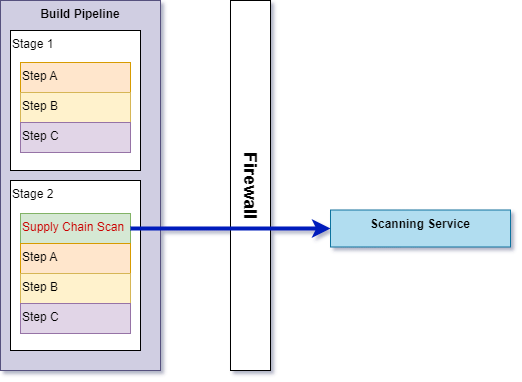 Build Pipeline
Stage 1
Step A
Step B
Step C
Stage 2
Supply Chain Scan
Step A
Step B
Step C
Firewall
Scanning Service